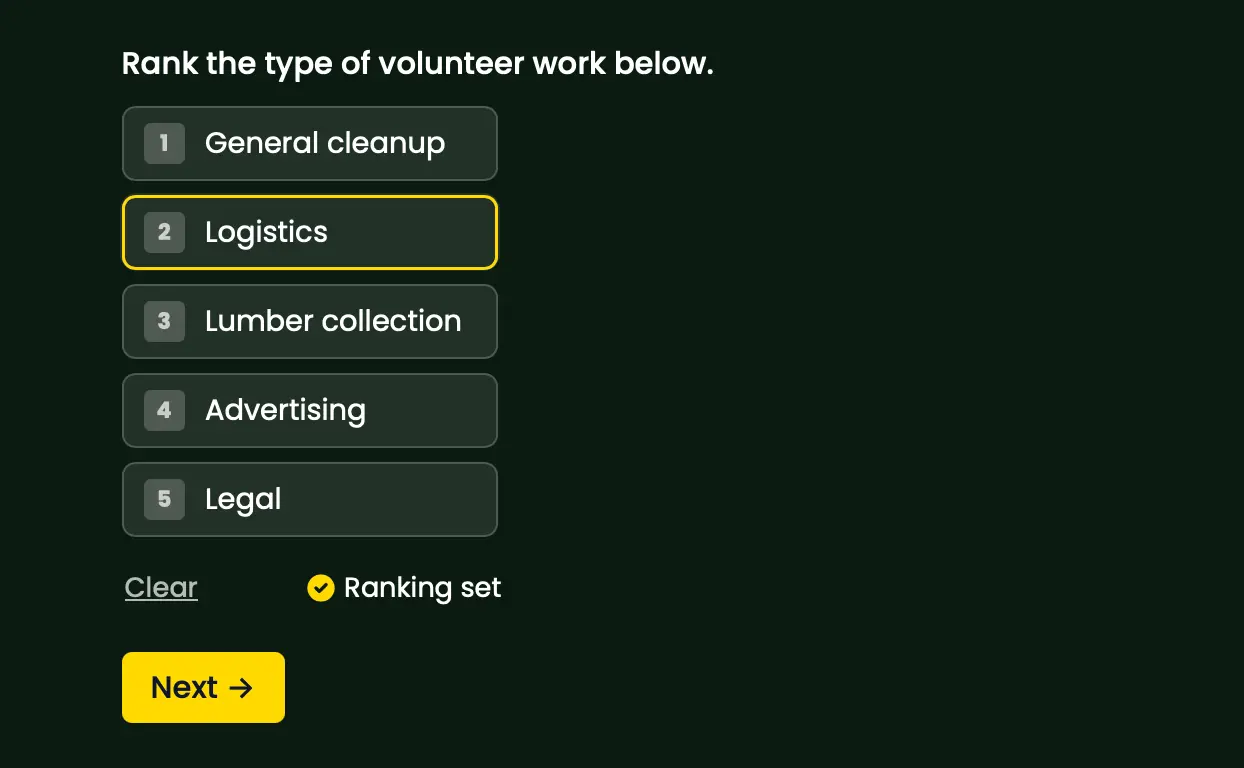 Rank the type of volunteer work below.
1 General cleanup
2 Logistics
3 Lumber collection
4 Advertising
5 Legal
Clear Ranking set
Next →